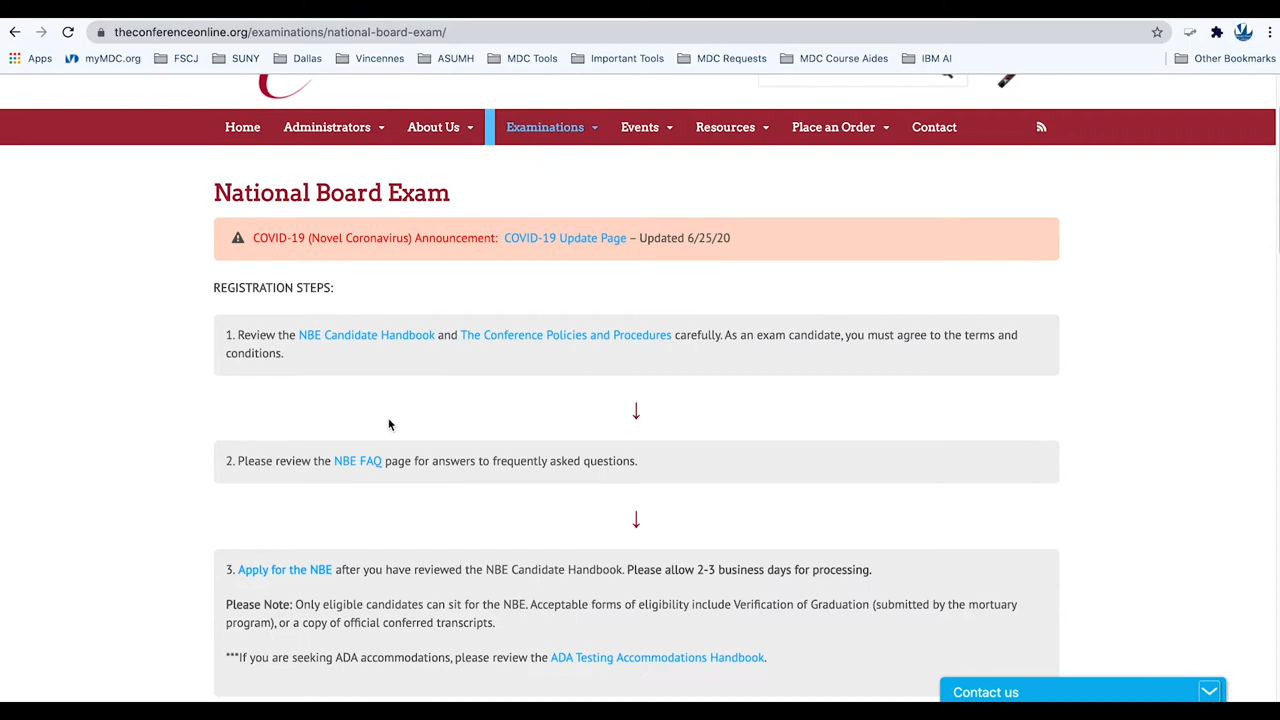 theconferenceonline.org/examinations/national-board-exam/
Apps myMDC.org FSCJ SUNY Dallas Vincennes ASUMH MDC Tools Important Tools MDC Requests MDC Course Aides IBM AI Other Bookmarks
Home Administrators About Us Examinations Events Resources Place an Order Contact
National Board Exam
COVID-19 (Novel Coronavirus) Announcement: COVID-19 Update Page – Updated 6/25/20
REGISTRATION STEPS:
1. Review the NBE Candidate Handbook and The Conference Policies and Procedures carefully. As an exam candidate, you must agree to the terms and
conditions.
↓
2. Please review the NBE FAQ page for answers to frequently asked questions.
↓
3. Apply for the NBE after you have reviewed the NBE Candidate Handbook. Please allow 2-3 business days for processing.
Please Note: Only eligible candidates can sit for the NBE. Acceptable forms of eligibility include Verification of Graduation (submitted by the mortuary
program), or a copy of official conferred transcripts.
***If you are seeking ADA accommodations, please review the ADA Testing Accommodations Handbook.
Contact us